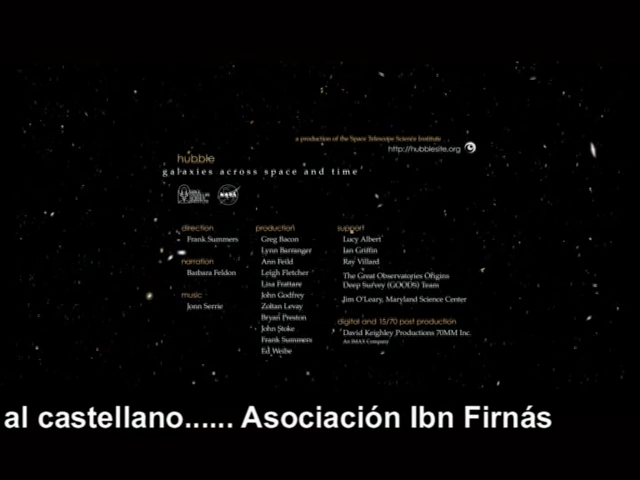 a production of the Space Telescope Science Institute
http://hubblesite.org
hubble
galaxies across space and time
NASA
direction
Frank Summers
narration
Barbara Feldon
music
Jonn Serrie
production
Greg Bacon
Lynn Barranger
Ann Feild
Leigh Fletcher
Lisa Frattare
John Godfrey
Zoltan Levay
Bryan Preston
John Stoke
Frank Summers
Ed Weibe
support
Lucy Albert
Ian Griffin
Ray Villard
The Great Observatories Origins
Deep Survey (GOODS) Team
Jim O'Leary, Maryland Science Center
digital and 15/70 post production
David Keighley Productions 70MM Inc.
An IMAX Company
al castellano...... Asociación Ibn Firnás